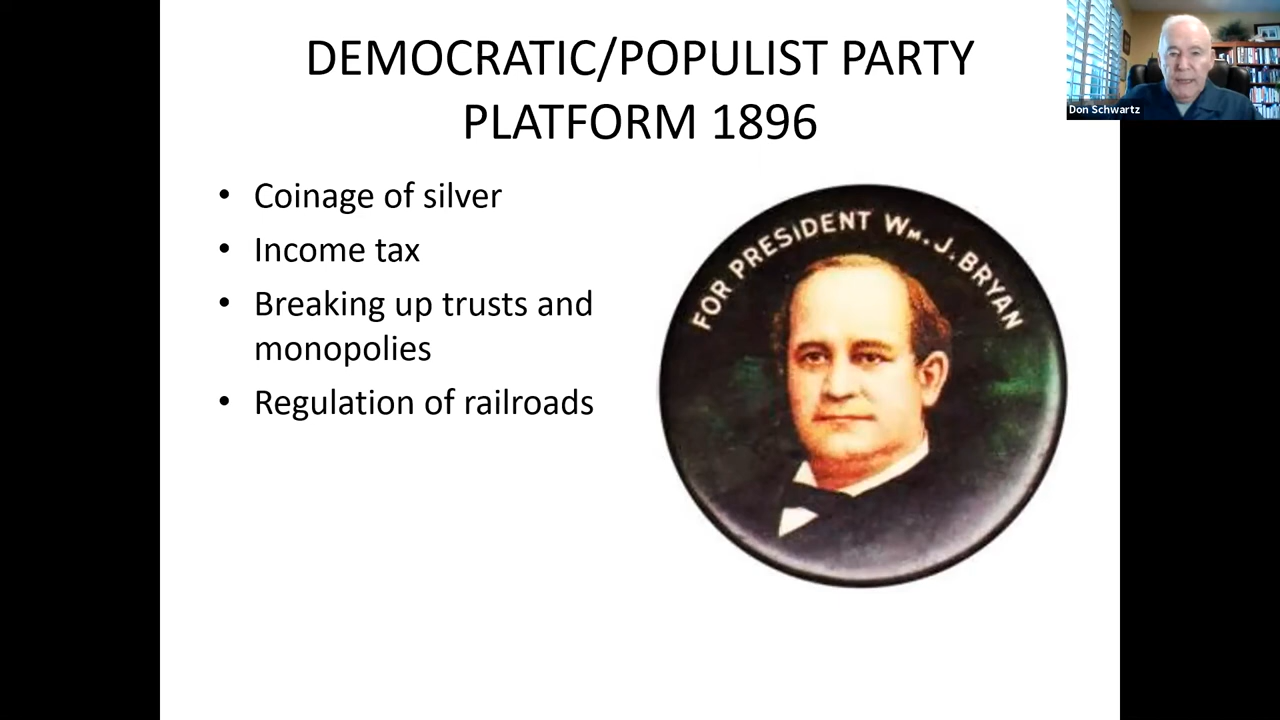 DEMOCRATIC/POPULIST PARTY
PLATFORM 1896
• Coinage of silver
• Income tax
• Breaking up trusts and
monopolies
• Regulation of railroads
FOR PRESIDENT WM. J. BRYAN
Don Schwartz